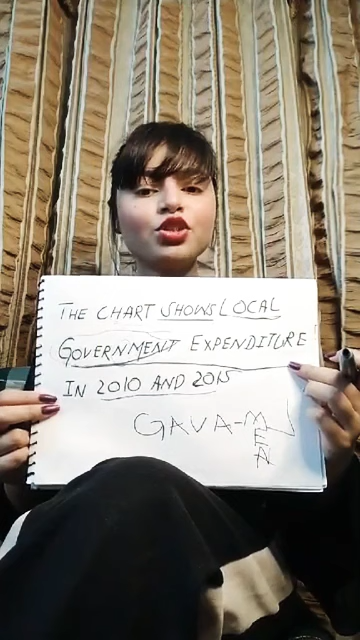 THE CHART SHOWS LOCAL
GOVERNMENT EXPENDITURE
IN 2010 AND 2015
GAVA-MEN